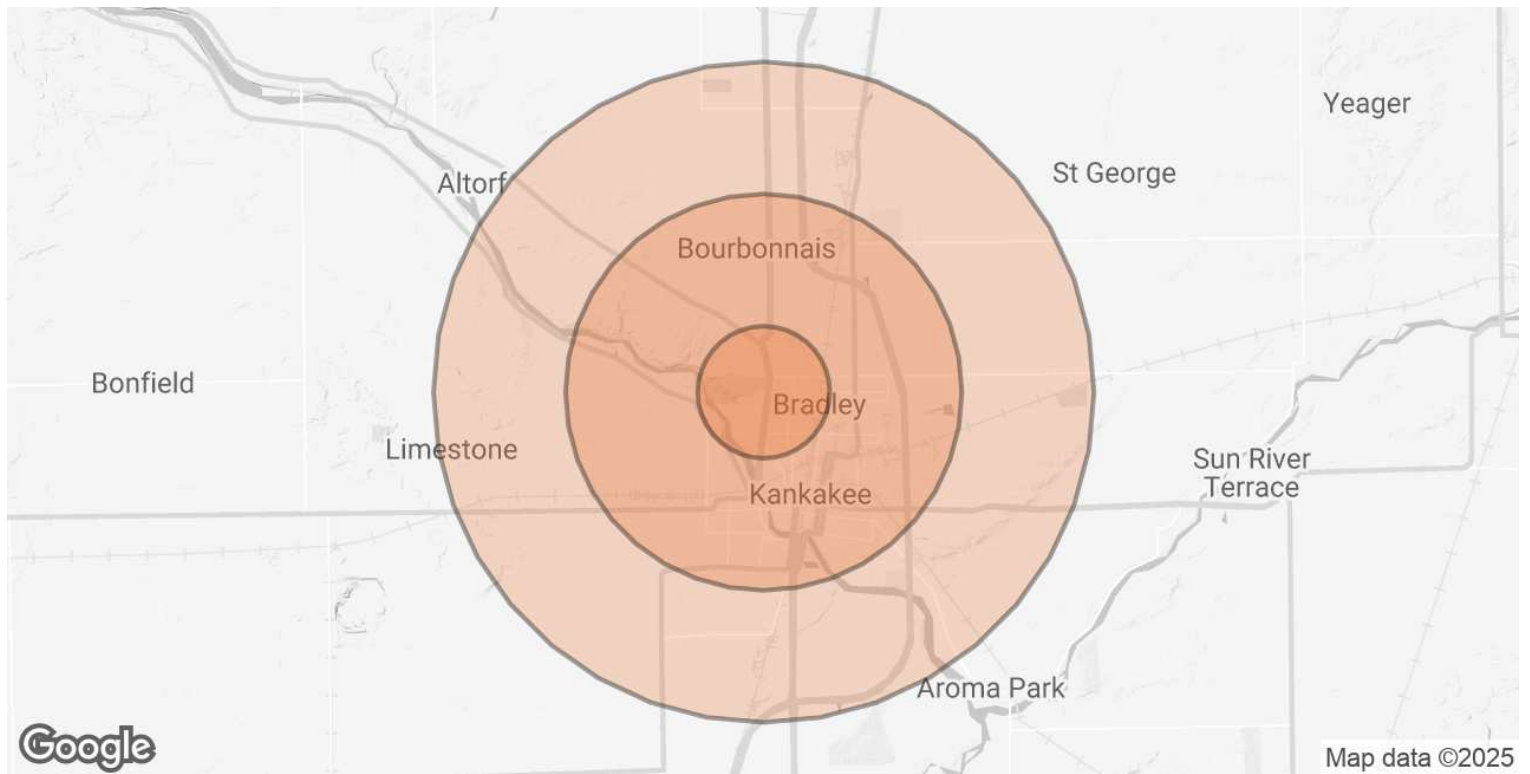 Yeager
St George
Altorf
Bourbonnais
Bonfield
Bradley
Limestone
Sun River
Terrace
Kankakee
Aroma Park
Google
Map data ©2025